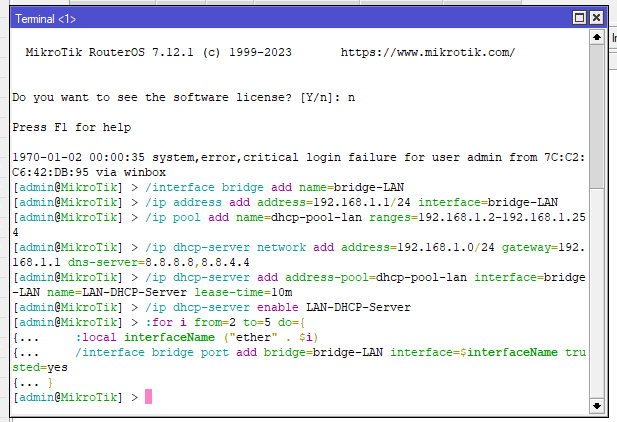 Terminal <1>
MikroTik RouterOS 7.12.1 (c) 1999-2023       https://www.mikrotik.com/
Do you want to see the software license? [Y/n]: n
Press F1 for help
1970-01-02 00:00:35 system,error,critical login failure for user admin from 7C:C2:
C6:42:DB:95 via winbox
[admin@MikroTik] > /interface bridge add name=bridge-LAN
[admin@MikroTik] > /ip address add address=192.168.1.1/24 interface=bridge-LAN
[admin@MikroTik] > /ip pool add name=dhcp-pool-lan ranges=192.168.1.2-192.168.1.25
4
[admin@MikroTik] > /ip dhcp-server network add address=192.168.1.0/24 gateway=192.
168.1.1 dns-server=8.8.8.8,8.8.4.4
[admin@MikroTik] > /ip dhcp-server add address-pool=dhcp-pool-lan interface=bridge
-LAN name=LAN-DHCP-Server lease-time=10m
[admin@MikroTik] > /ip dhcp-server enable LAN-DHCP-Server
[admin@MikroTik] > :for i from=2 to=5 do={
{...     :local interfaceName ("ether" . $i)
{...     /interface bridge port add bridge=bridge-LAN interface=$interfaceName tru
sted=yes
{... }
[admin@MikroTik] >